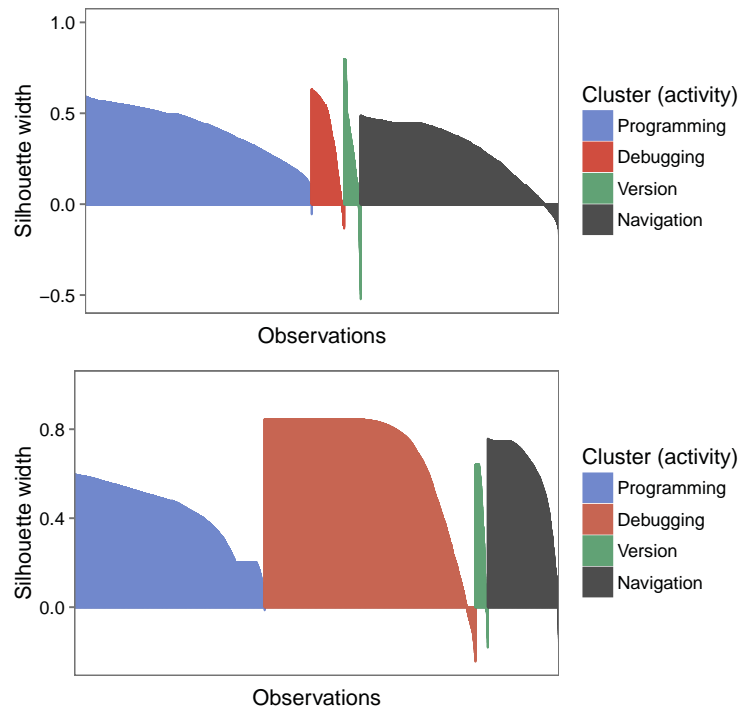 1.0
0.5
0.0
−0.5
Silhouette width
Observations
Cluster (activity)
Programming
Debugging
Version
Navigation
0.8
0.4
0.0
Silhouette width
Observations
Cluster (activity)
Programming
Debugging
Version
Navigation